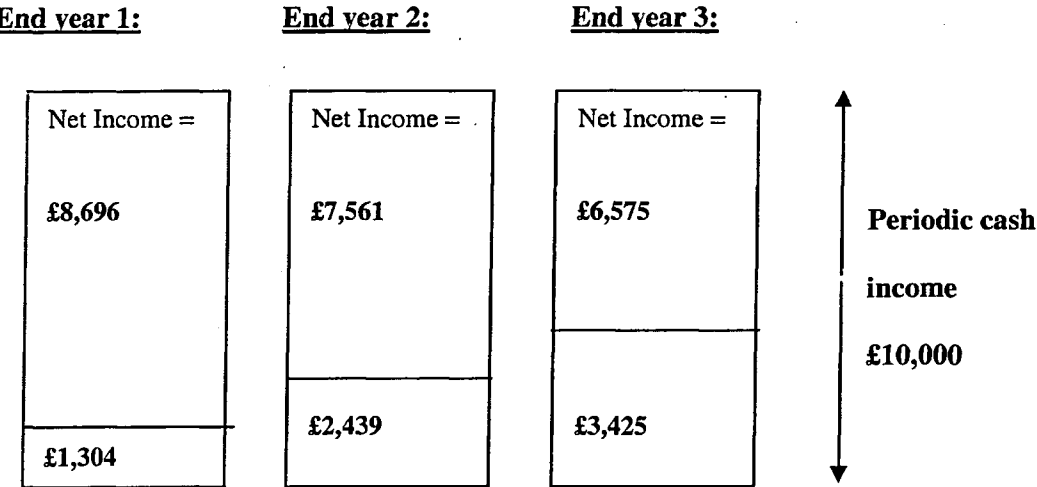 End year 1: End year 2: End year 3:
Net Income = Net Income = Net Income =
£8,696 £7,561 £6,575
Periodic cash
income
£10,000
£2,439 £3,425
£1,304